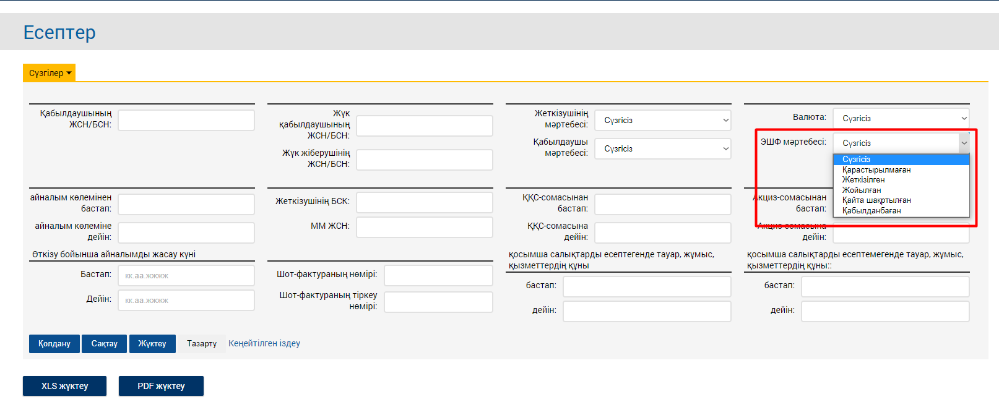 Есептер
Сүзгілер
Қабылдаушының
ЖСН/БСН:
Жүк
қабылдаушының
ЖСН/БСН:
Жүк жіберушінің
ЖСН/БСН:
Жеткізушінің
мәртебесі:
Сүзгісіз
Қабылдаушы
мәртебесі:
Сүзгісіз
Валюта:
Сүзгісіз
ЭШФ мәртебесі:
Сүзгісіз
Сүзгісіз
Қарастырылмаған
Жеткізілген
Жойылған
Қайта шақртылған
Қабылданбаған
айналым көлемінен
бастап:
айналым көлеміне
дейін:
Жеткізушінің БСК:
ММ ЖСН:
ҚҚС-сомасынан
бастап:
ҚҚС-сомасына
дейін:
Акциз-сомасынан
бастап:
Акциз-сомасына
дейін:
Өткізу бойынша айналымды жасау күні
Бастап:
кк.аа.жжжж
Дейін:
кк.аа.жжжж
Шот-фактураның нөмірі:
Шот-фактураның тіркеу
нөмірі:
қосымша салықтарды есептегенде тауар, жұмыс,
қызметтердің құны
бастап:
дейін:
қосымша салықтарды есептемегенде тауар, жұмыс,
қызметтердің құны::
бастап:
дейін:
Қолдану
Сақтау
Жүктеу
Тазарту
Кеңейтілген іздеу
XLS жүктеу
PDF жүктеу